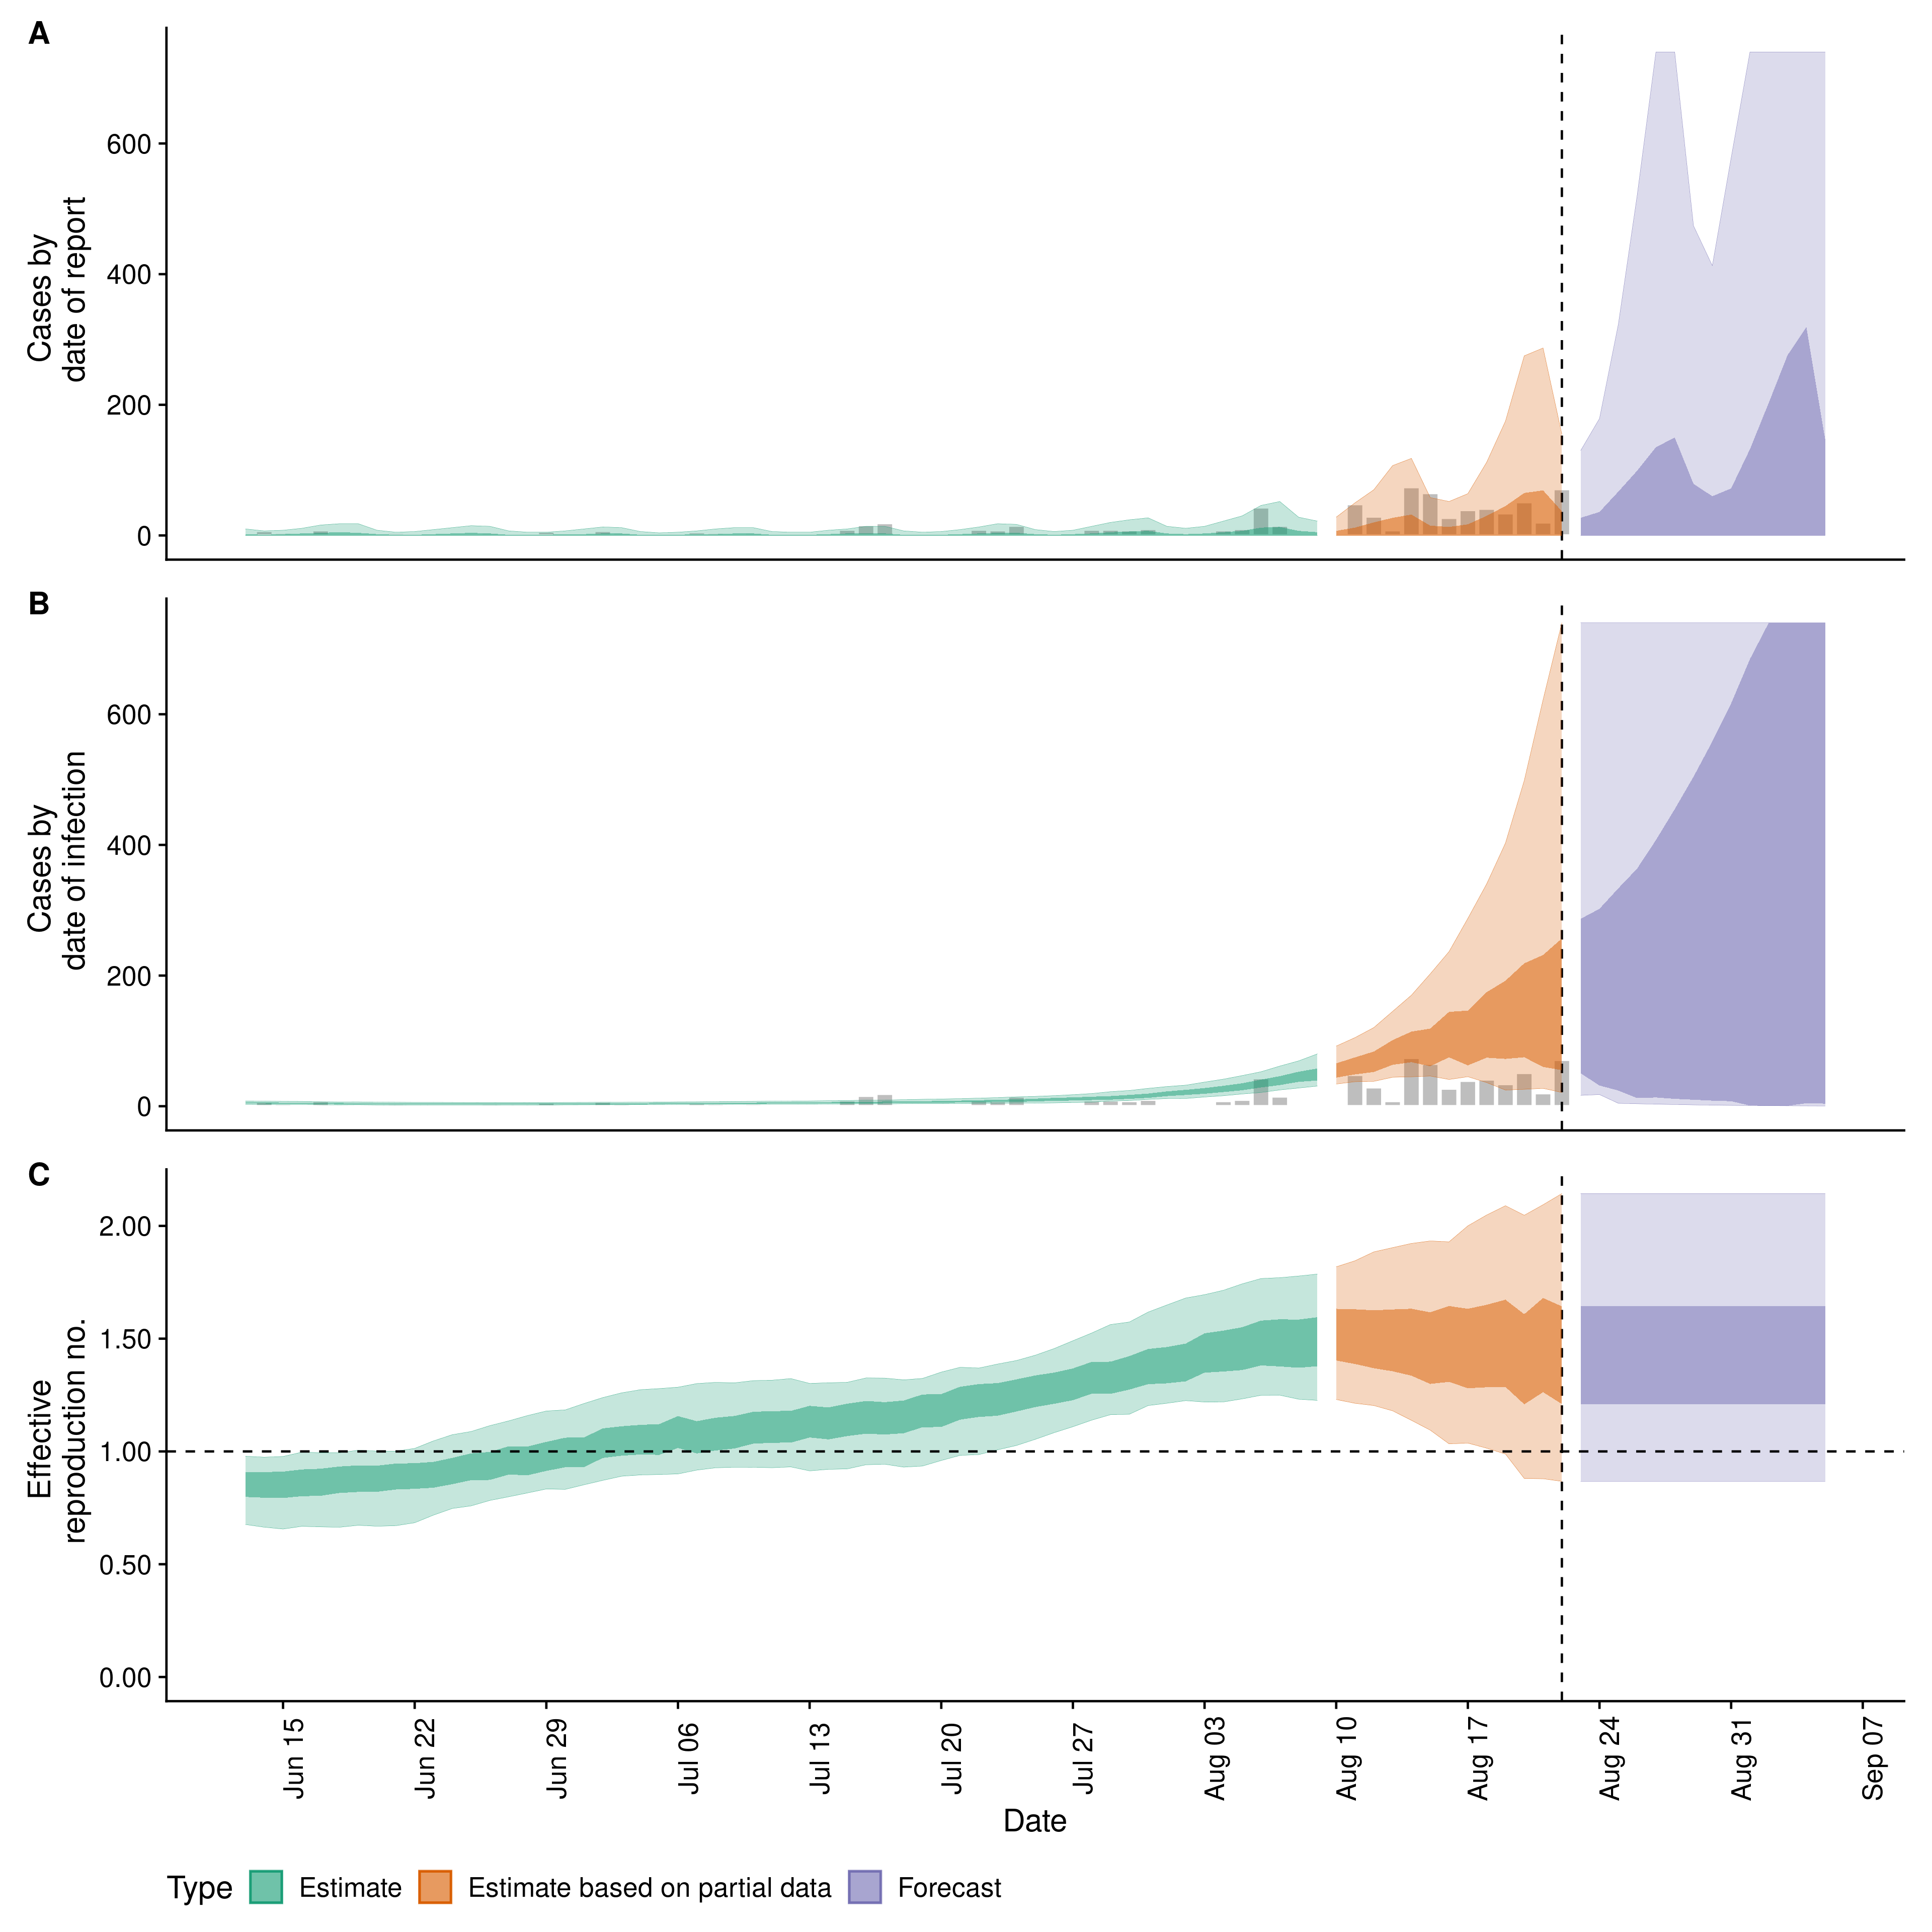 A
Cases by
date of report
600
400
200
0
B
Cases by
date of infection
600
400
200
0
C
Effective
reproduction no.
2.00
1.50
1.00
0.50
0.00
Jun 15
Jun 22
Jun 29
Jul 06
Jul 13
Jul 20
Jul 27
Aug 03
Aug 10
Aug 17
Aug 24
Aug 31
Sep 07
Date
Type Estimate Estimate based on partial data Forecast